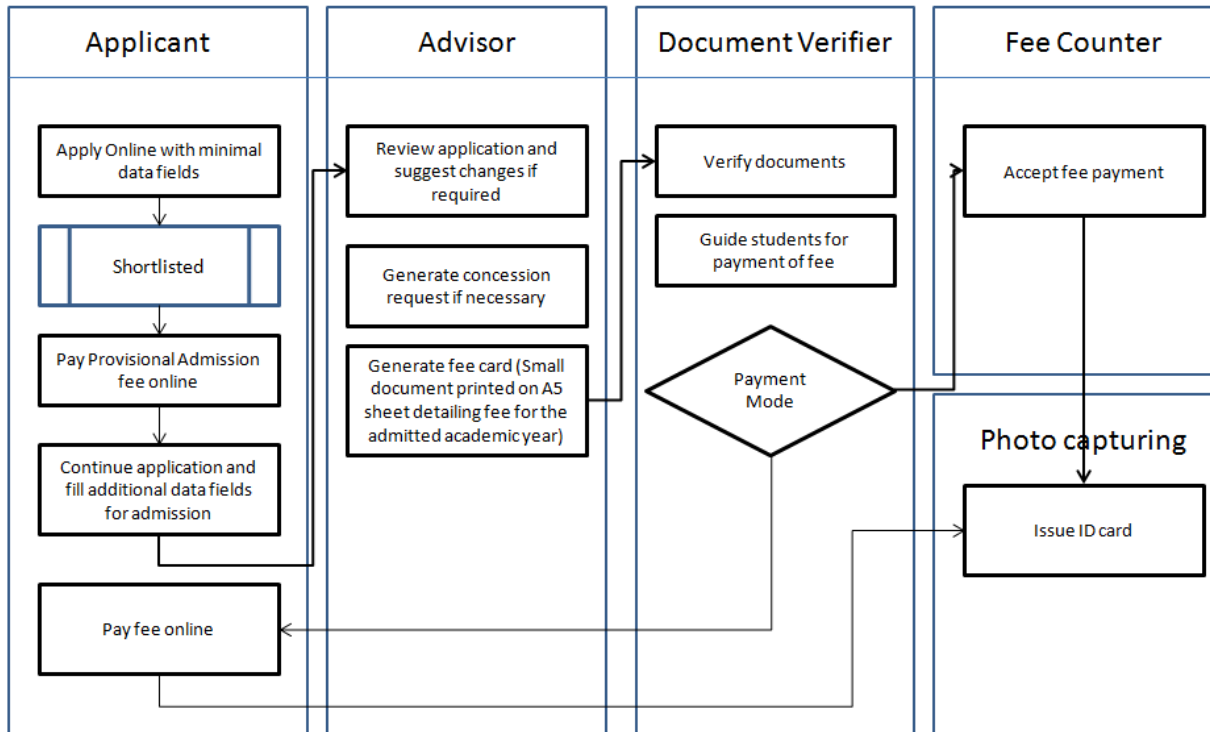 Applicant
Apply Online with minimal
data fields
Shortlisted
Pay Provisional Admission
fee online
Continue application and
fill additional data fields
for admission
Pay fee online
Advisor
Review application and
suggest changes if
required
Generate concession
request if necessary
Generate fee card (Small
document printed on A5
sheet detailing fee for the
admitted academic year)
Document Verifier
Verify documents
Guide students for
payment of fee
Payment
Mode
Fee Counter
Accept fee payment
Photo capturing
Issue ID card